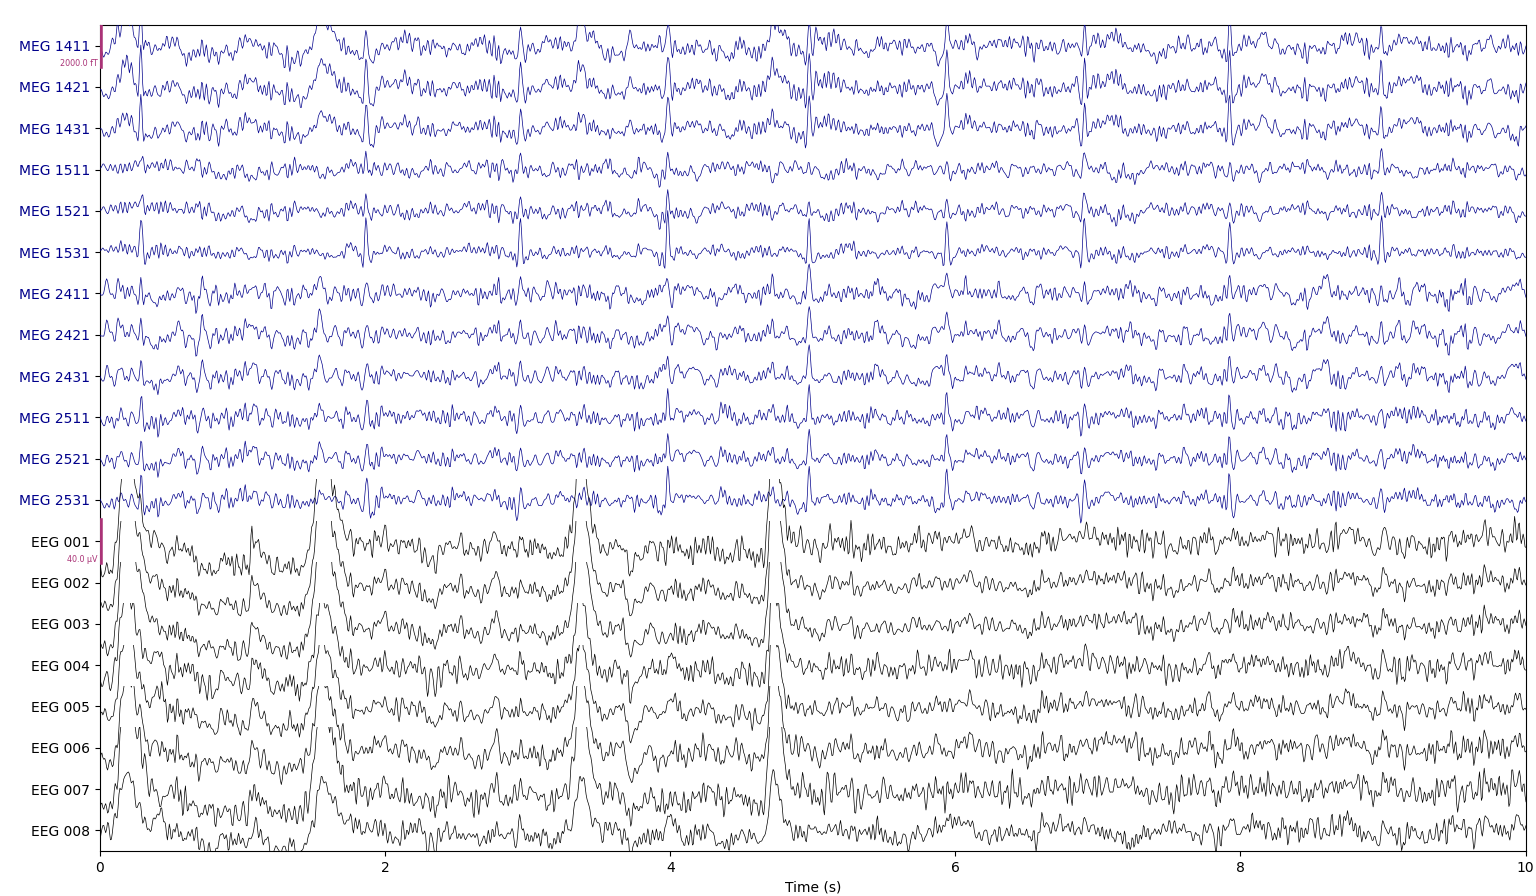 MEG 1411
2000.0 fT
MEG 1421
MEG 1431
MEG 1511
MEG 1521
MEG 1531
MEG 2411
MEG 2421
MEG 2431
MEG 2511
MEG 2521
MEG 2531
EEG 001
40.0 µV
EEG 002
EEG 003
EEG 004
EEG 005
EEG 006
EEG 007
EEG 008
0 2 4 6 8 10
Time (s)